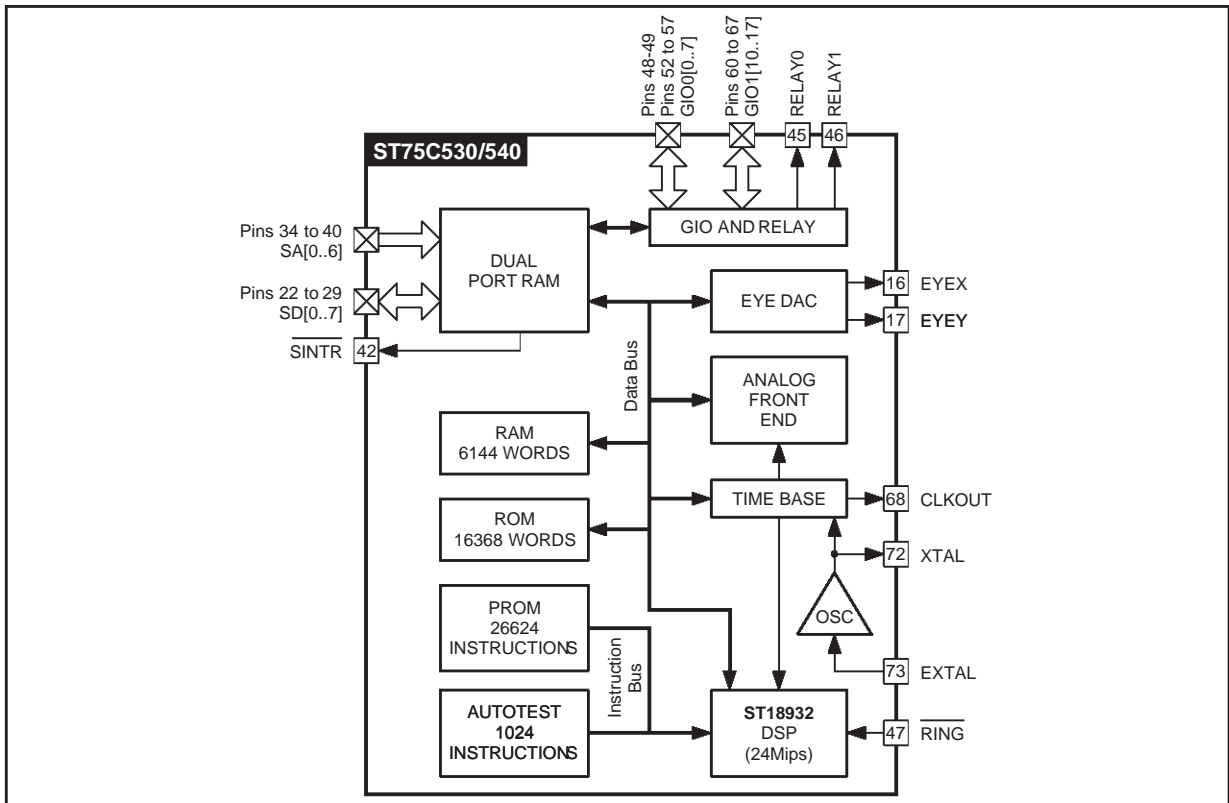 Pins 48-49
Pins 52 to 57
GIO0[0..7]
Pins 60 to 67
GIO1[10..17]
RELAY0
RELAY1
45
46
ST75C530/540
GIO AND RELAY
Pins 34 to 40
SA[0..6]
DUAL
PORT RAM
Pins 22 to 29
SD[0..7]
EYE DAC
16
EYEX
17
EYEY
SINTR
42
Data Bus
ANALOG
FRONT
END
RAM
6144 WORDS
TIME BASE
68
CLKOUT
ROM
16368 WORDS
72
XTAL
PROM
26624
INSTRUCTIONS
OSC
Instruction
Bus
73
EXTAL
AUTOTEST
1024
INSTRUCTIONS
ST18932
DSP
(24Mips)
47
RING